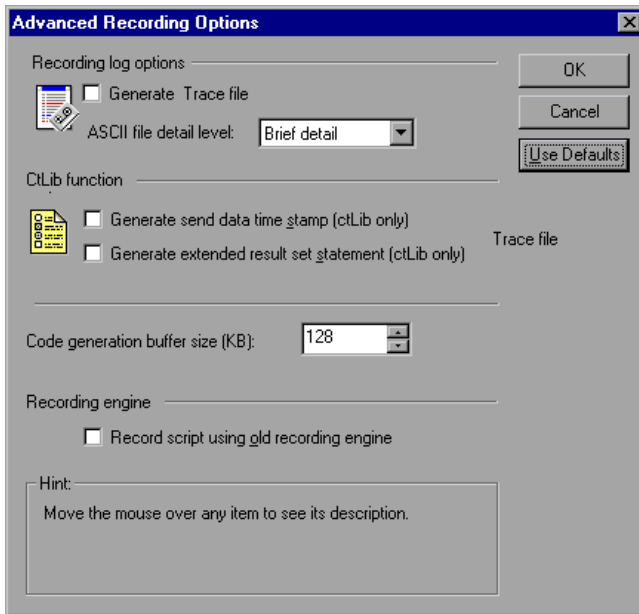 Advanced Recording Options
Recording log options
OK
Generate Trace file
Cancel
ASCII file detail level: Brief detail
Use Defaults
CtLib function
Generate send data time stamp (ctLib only)
Trace file
Generate extended result set statement (ctLib only)
Code generation buffer size (KB): 128
Recording engine
Record script using old recording engine
Hint:
Move the mouse over any item to see its description.